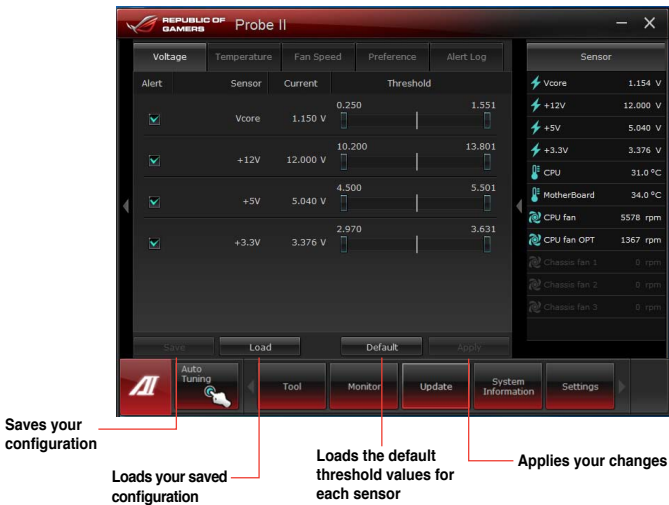 REPUBLIC OF
GAMERS
Probe II
Voltage Temperature Fan Speed Preference Alert Log
Alert Sensor Current Threshold
Vcore 1.150 V 0.250 1.551
+12V 12.000 V 10.200 13.801
+5V 5.040 V 4.500 5.501
+3.3V 3.376 V 2.970 3.631
Save Load Default Apply
Sensor
Vcore 1.154 V
+12V 12.000 V
+5V 5.040 V
+3.3V 3.376 V
CPU 31.0 °C
MotherBoard 34.0 °C
CPU fan 5578 rpm
CPU fan OPT 1367 rpm
Chassis fan 1 0 rpm
Chassis fan 2 0 rpm
Chassis fan 3 0 rpm
AI
Auto
Tuning
Tool
Monitor
Update
System
Information
Settings
Saves your
configuration
Loads your saved
configuration
Loads the default
threshold values for
each sensor
Applies your changes